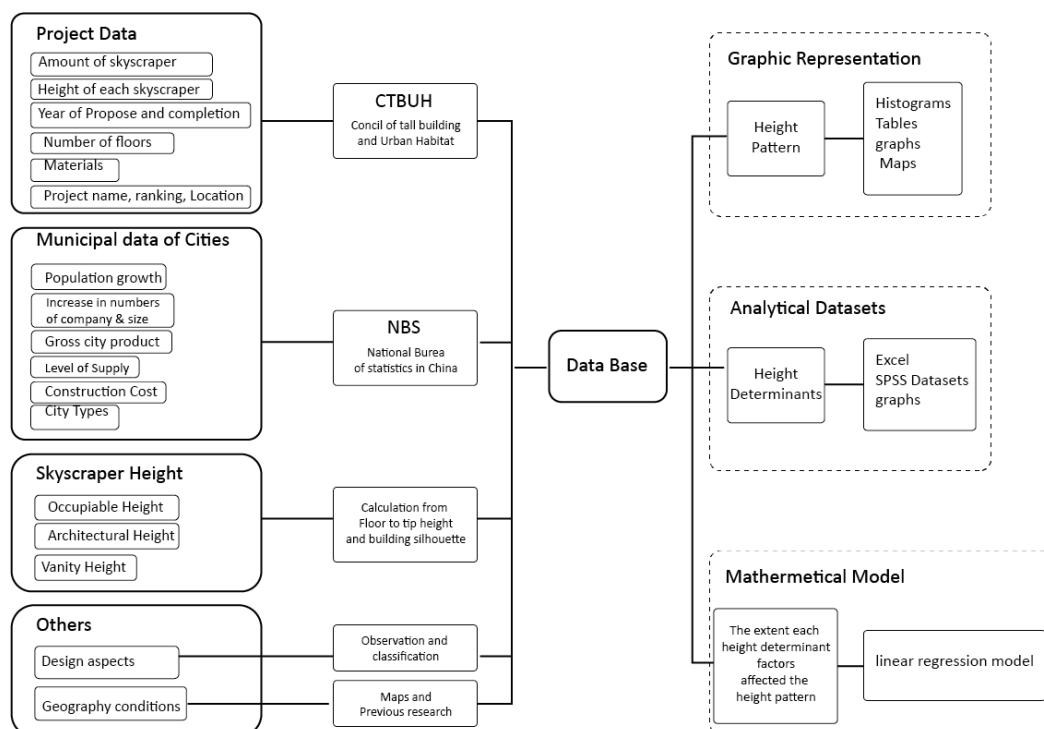 Project Data
Amount of skyscraper
Height of each skyscraper
Year of Propose and completion
Number of floors
Materials
Project name, ranking, Location
CTBUH
Concil of tall building
and Urban Habitat
Municipal data of Cities
Population growth
Increase in numbers
of company & size
Gross city product
Level of Supply
Construction Cost
City Types
NBS
National Burea
of statistics in China
Skyscraper Height
Occupiable Height
Architectural Height
Vanity Height
Calculation from
Floor to tip height
and building silhouette
Others
Design aspects
Geography conditions
Observation and
classification
Maps and
Previous research
Data Base
Graphic Representation
Height
Pattern
Histograms
Tables
graphs
Maps
Analytical Datasets
Height
Determinants
Excel
SPSS Datasets
graphs
Mathermetical Model
The extent each
height determinant
factors
affected the
height pattern
linear regression model